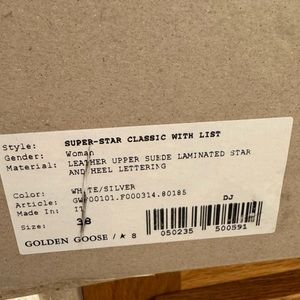 Style: SUPER-STAR CLASSIC WITH LIST
Gender: Woman
Material: LEATHER UPPER SUEDE LAMINATED STAR
AND HEEL LETTERING
Color: WHITE/SILVER
Article: GWF00101.F000314.80185
Made In: IT
DJ
Size: 38
050235 500591
GOLDEN GOOSE / ★ 8